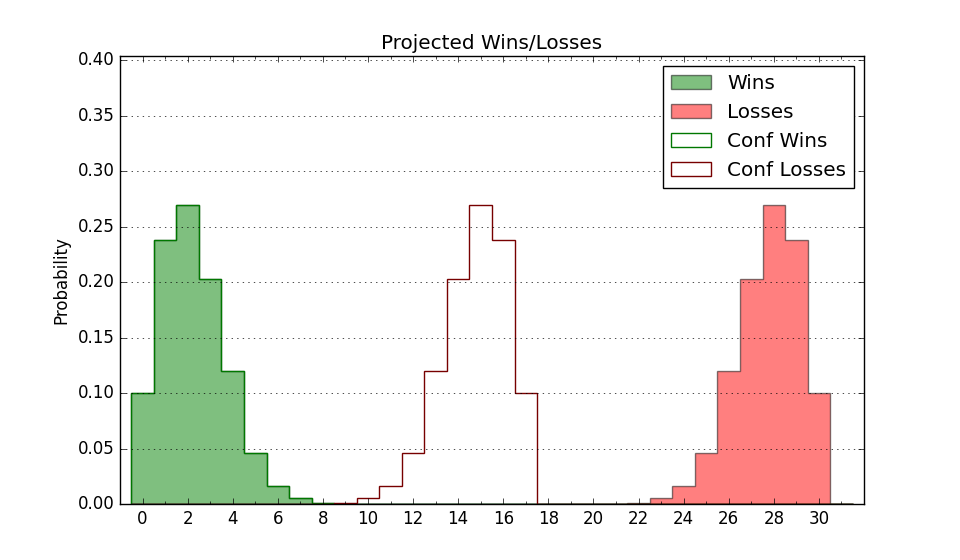 Projected Wins/Losses
0.40
0.35
0.30
0.25
0.20
0.15
0.10
0.05
0.00
Probability
Wins
Losses
Conf Wins
Conf Losses
0 2 4 6 8 10 12 14 16 18 20 22 24 26 28 30